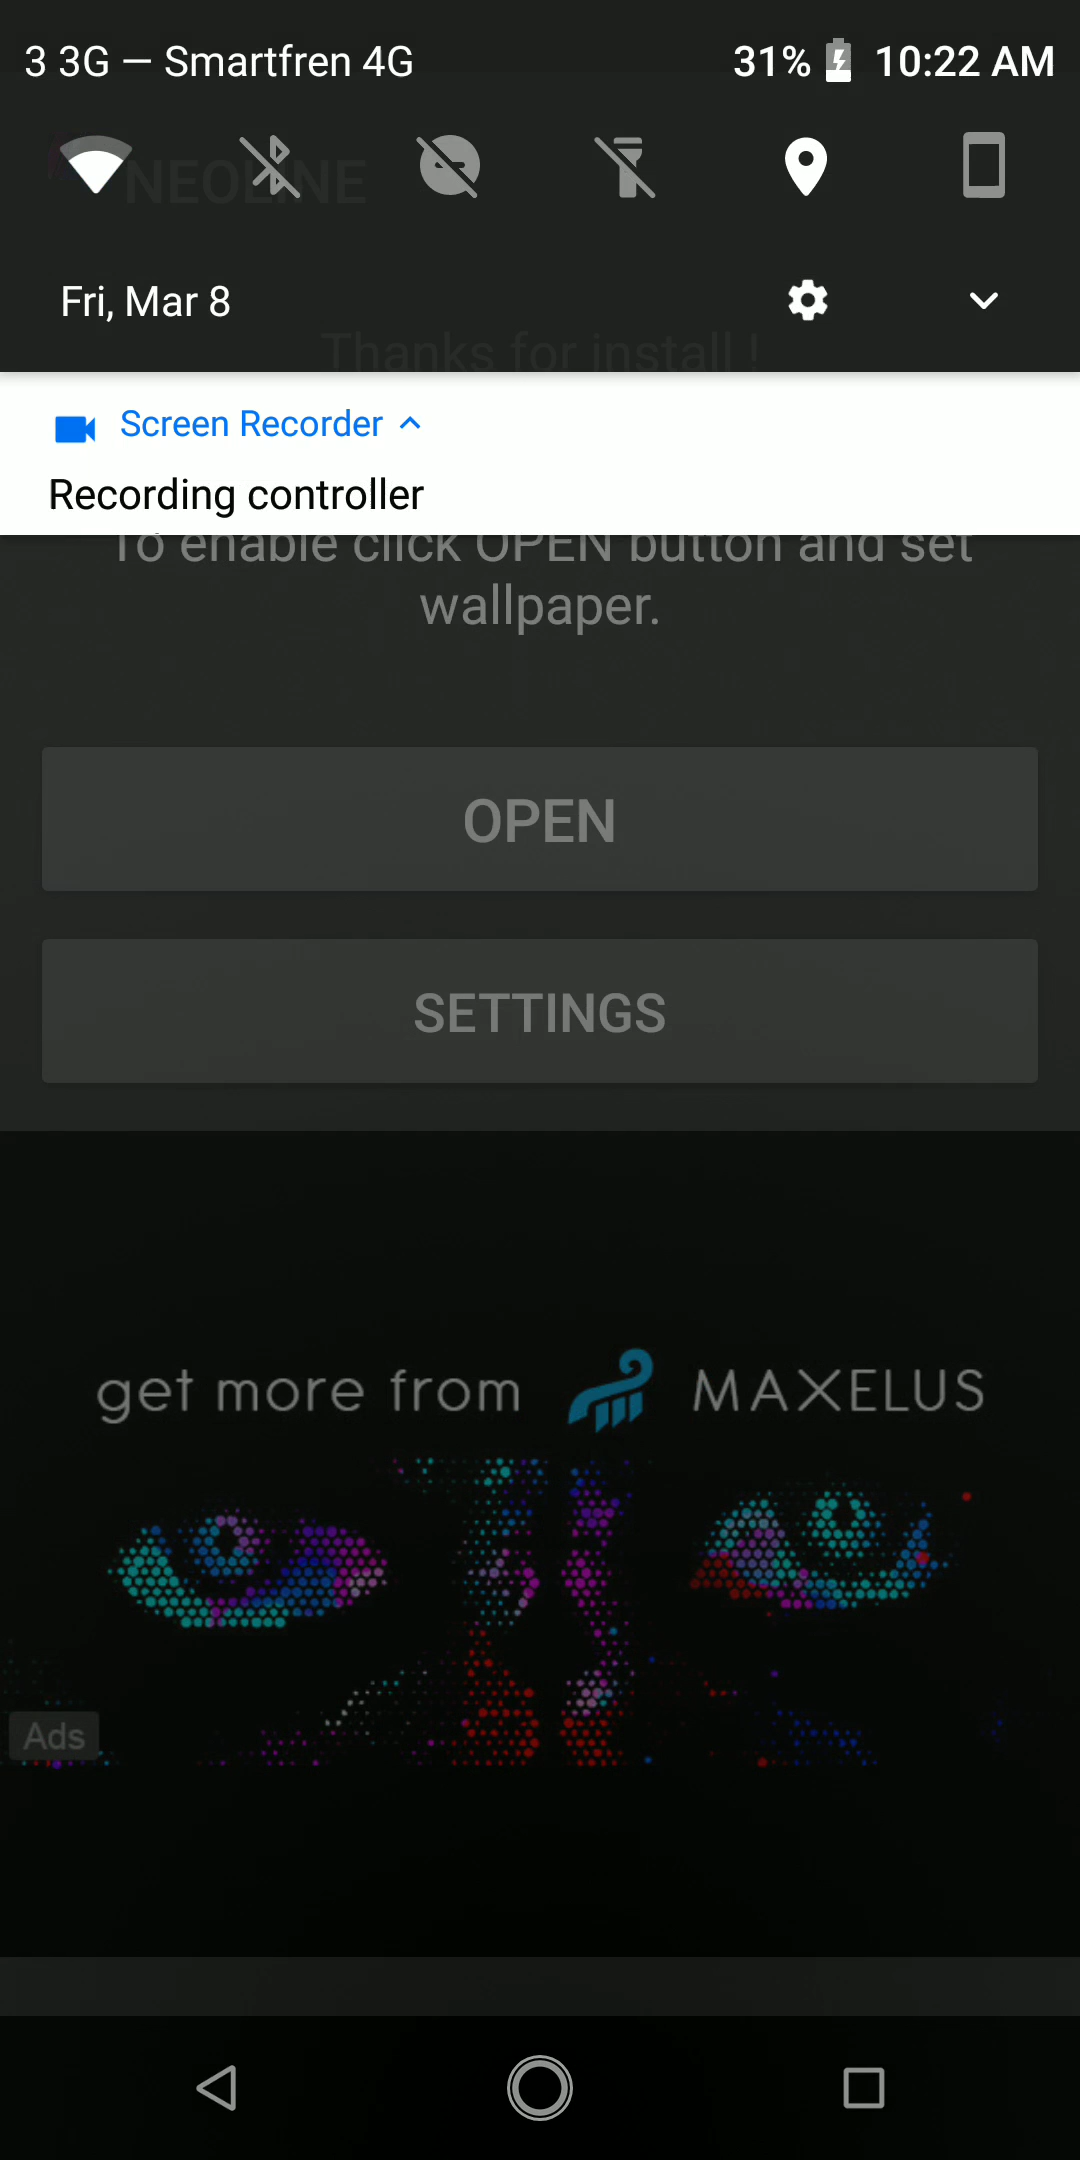 3 3G — Smartfren 4G
31%
10:22 AM
NEOLINE
Fri, Mar 8
Thanks for install !
Screen Recorder
Recording controller
To enable click OPEN button and set
wallpaper.
OPEN
SETTINGS
get more from MAXELUS
Ads